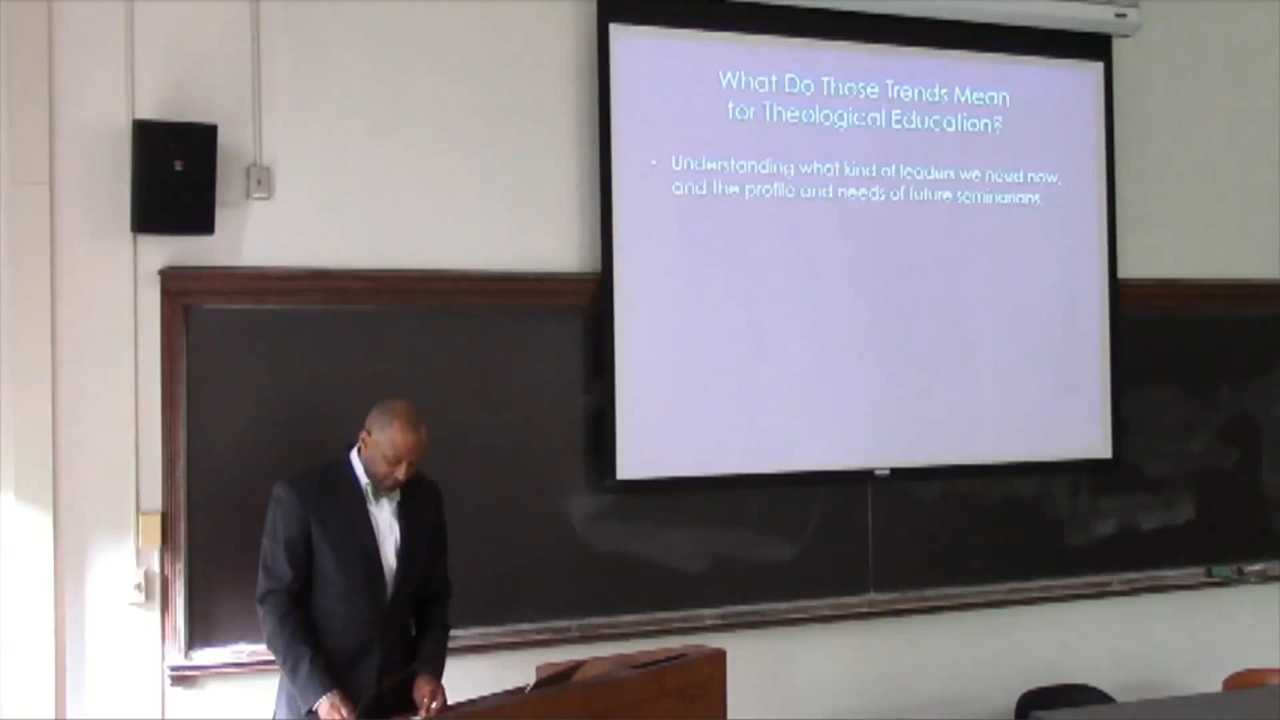 What Do Those Trends Mean
for Theological Education?
• Understanding what kind of leaders we need now,
and the profile and needs of future seminarians.